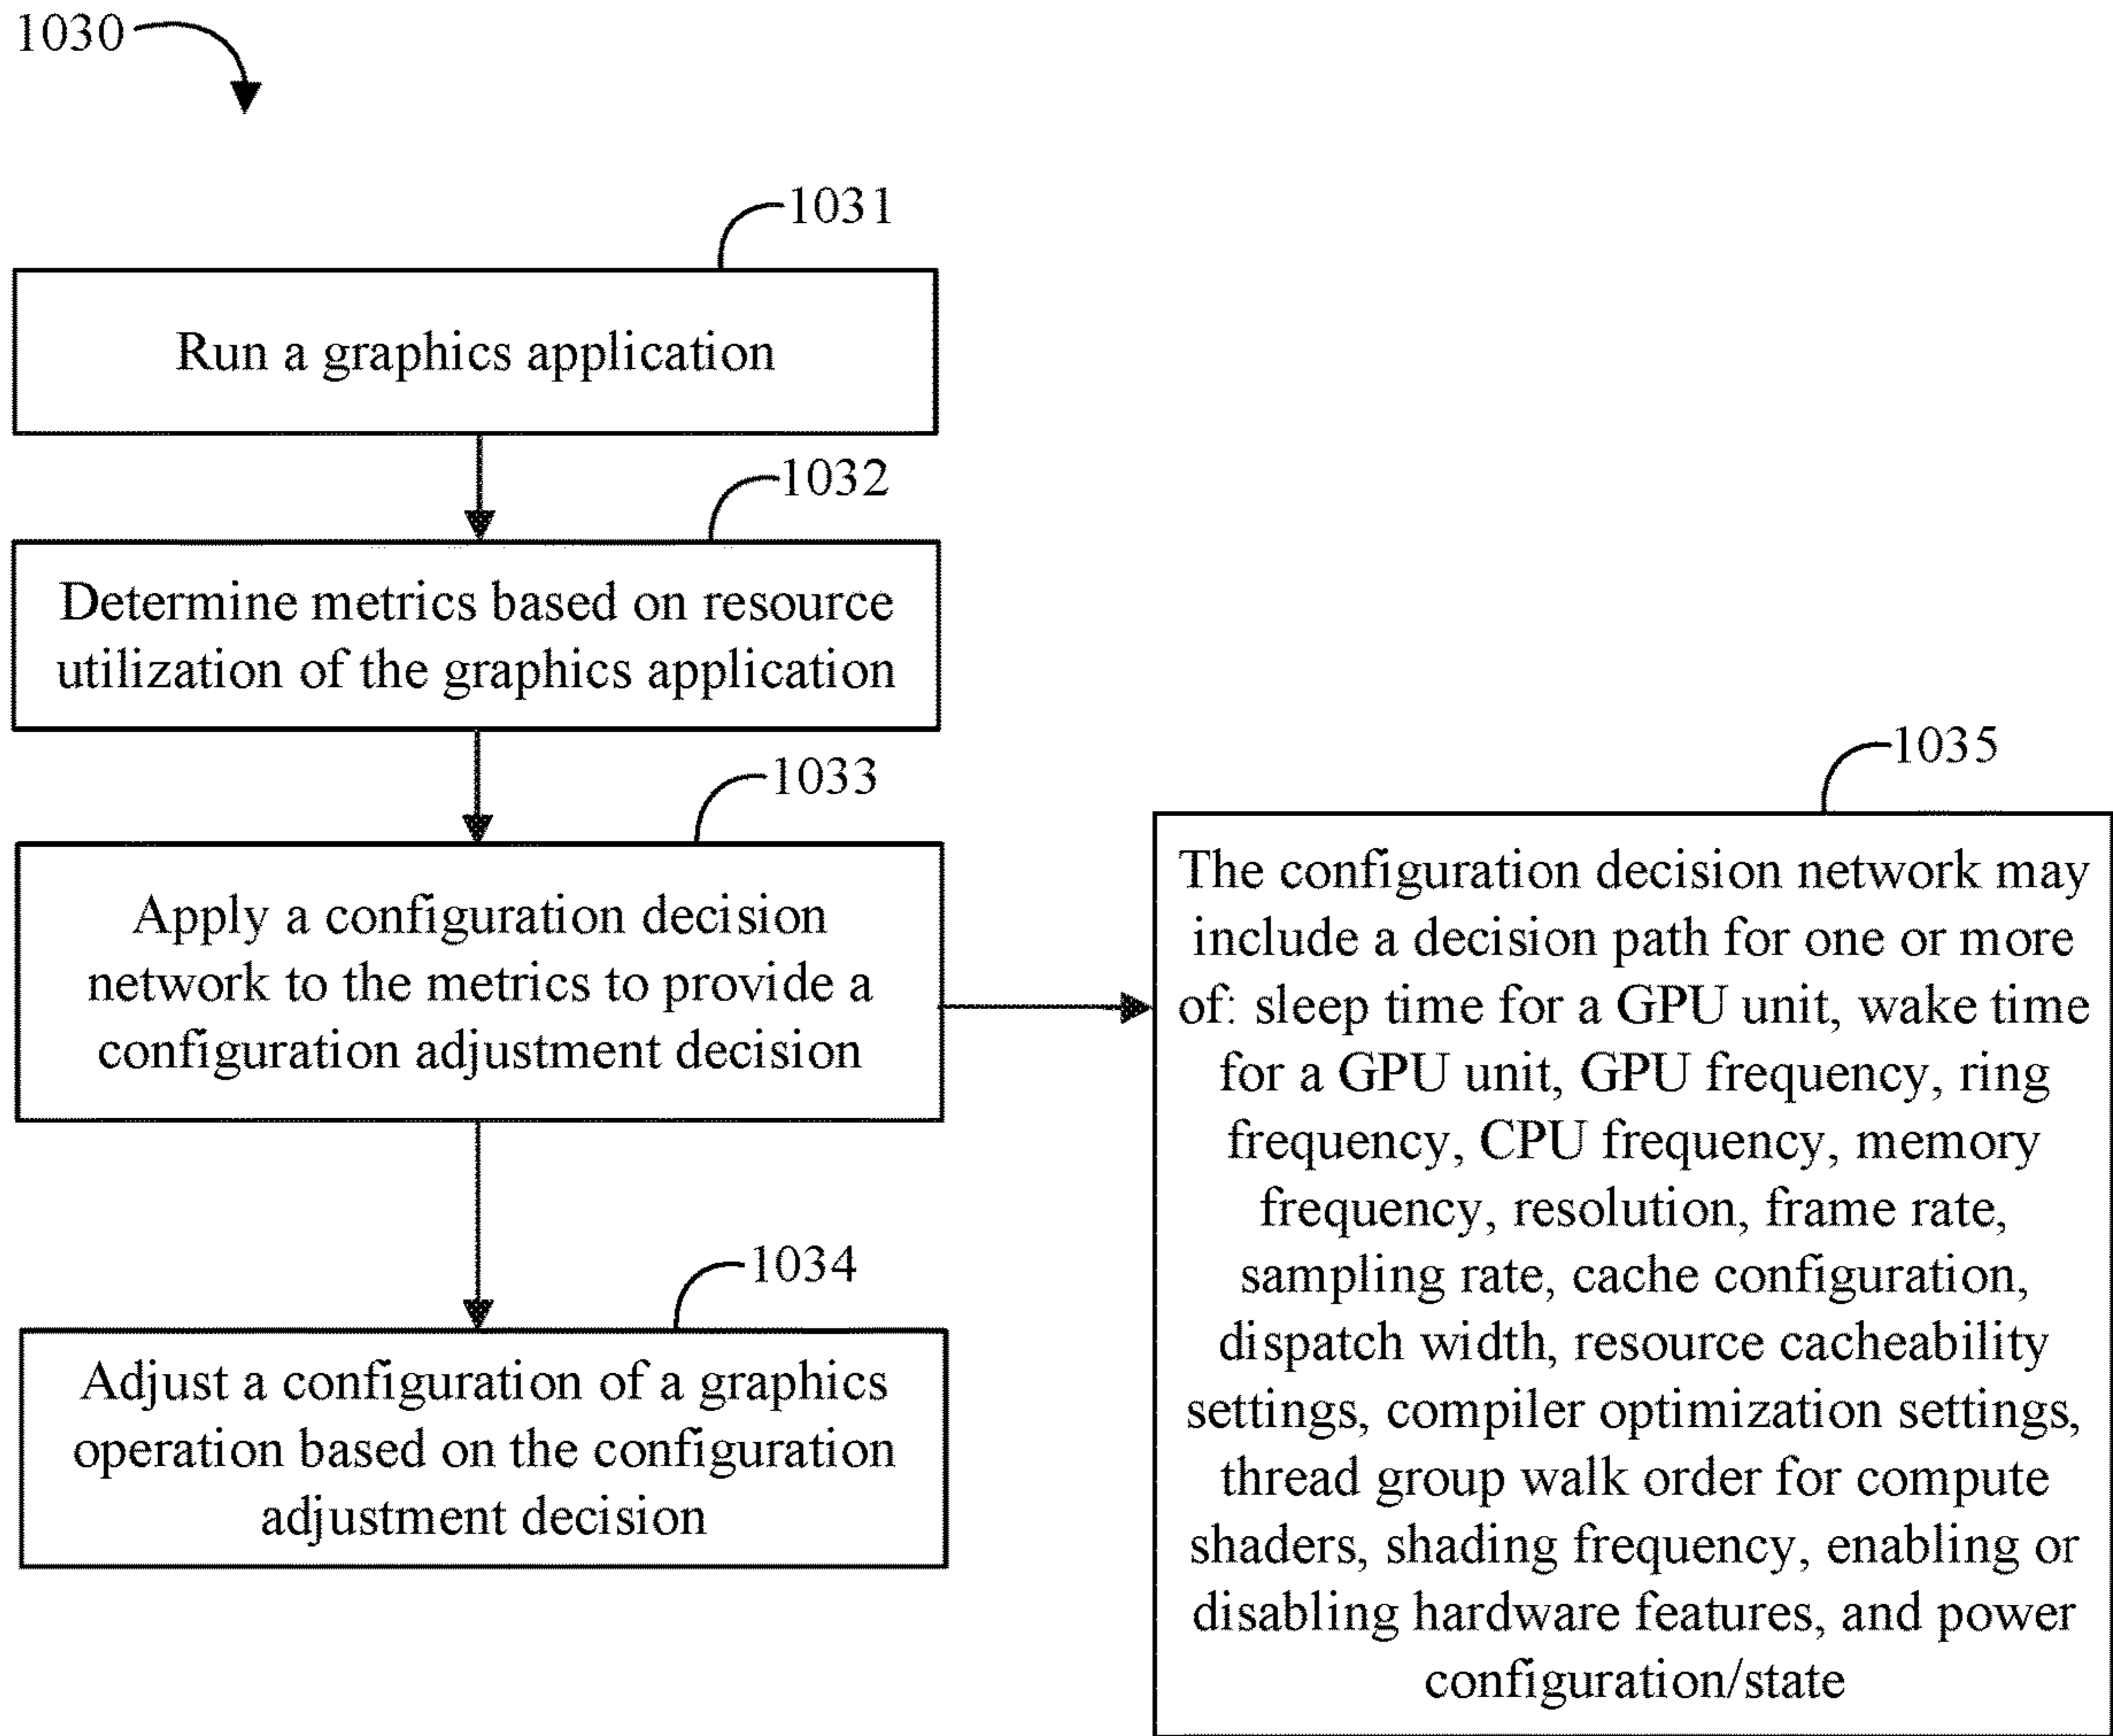 1030
1031
Run a graphics application
1032
Determine metrics based on resource
utilization of the graphics application
1033
Apply a configuration decision
network to the metrics to provide a
configuration adjustment decision
1034
Adjust a configuration of a graphics
operation based on the configuration
adjustment decision
1035
The configuration decision network may
include a decision path for one or more
of: sleep time for a GPU unit, wake time
for a GPU unit, GPU frequency, ring
frequency, CPU frequency, memory
frequency, resolution, frame rate,
sampling rate, cache configuration,
dispatch width, resource cacheability
settings, compiler optimization settings,
thread group walk order for compute
shaders, shading frequency, enabling or
disabling hardware features, and power
configuration/state